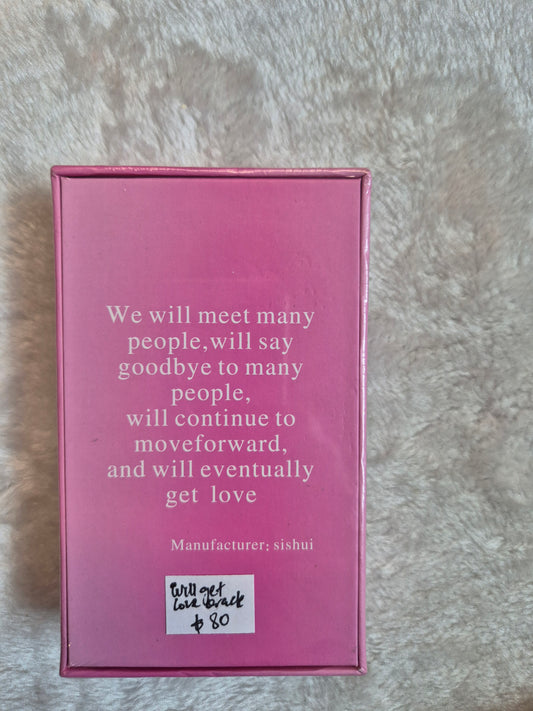 We will meet many
people,will say
goodbye to many
people,
will continue to
moveforward,
and will eventually
get love
Manufacturer: sishui
will get
love
80